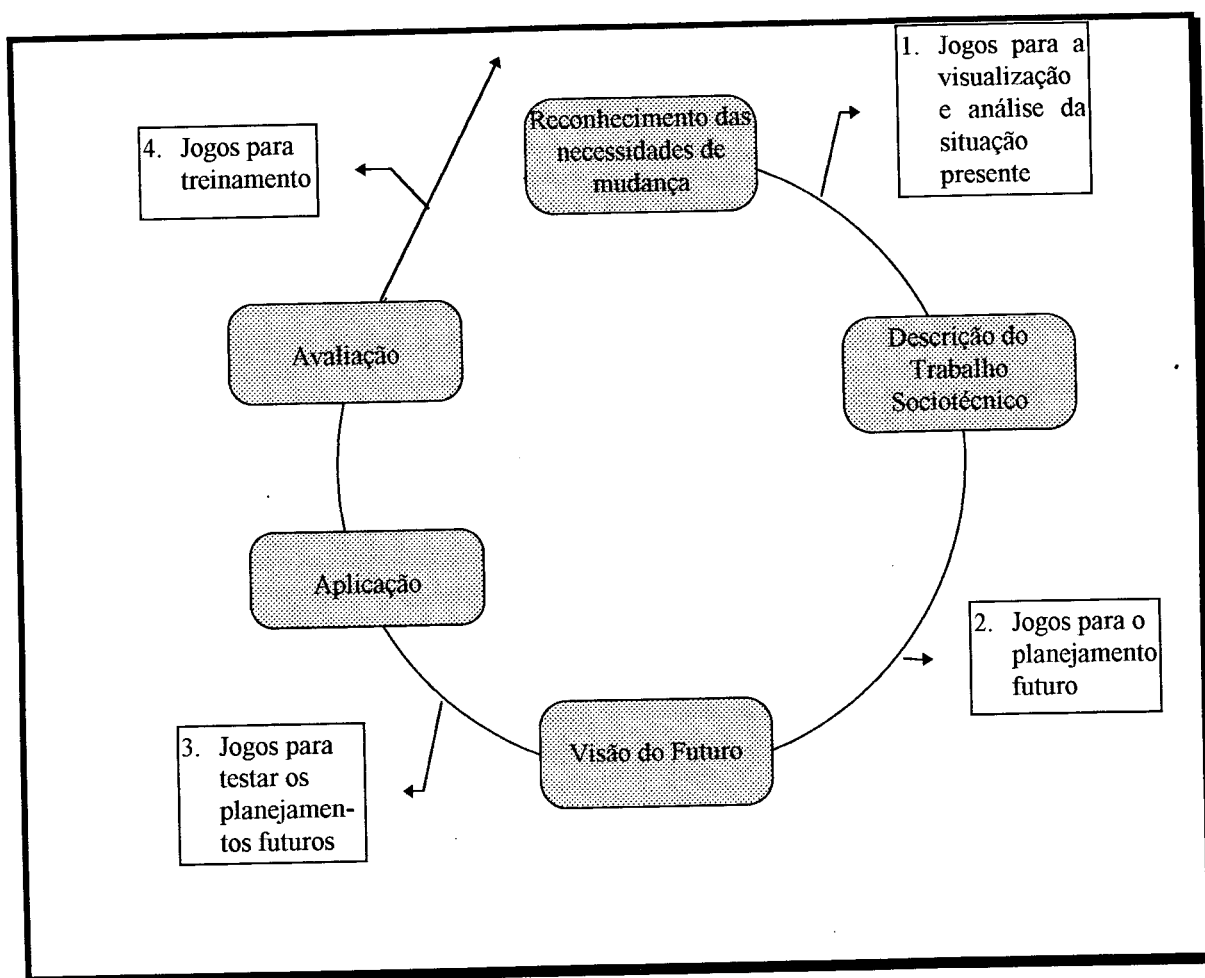 1. Jogos para a
visualização
e análise da
situação
presente
Reconhecimento das
necessidades de
mudança
4. Jogos para
treinamento
Descrição do
Trabalho
Sociotécnico
Avaliação
Aplicação
2. Jogos para o
planejamento
futuro
Visão do Futuro
3. Jogos para
testar os
planejamen-
tos futuros